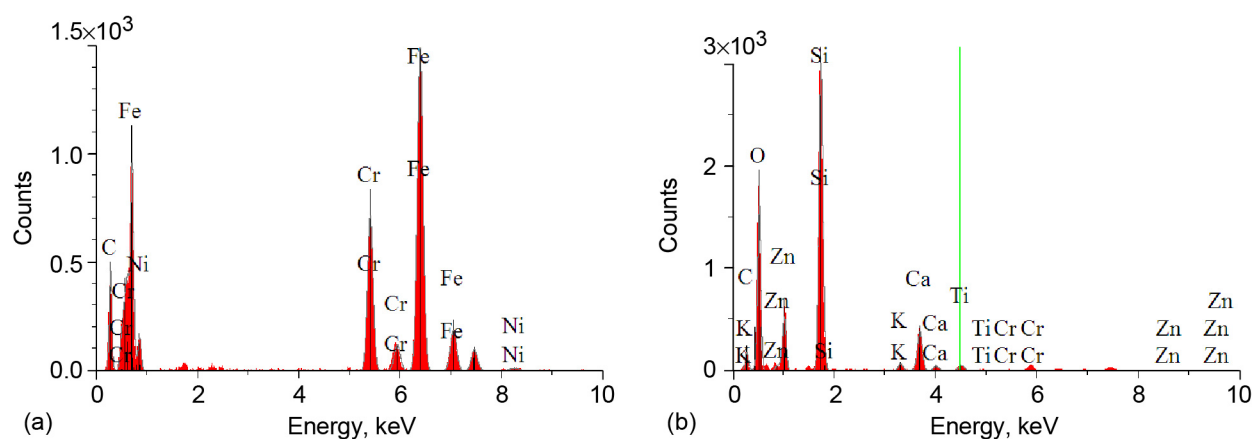 1.5×10³
1.0
0.5
0.0
Counts
C
Fe
Ni
Cr
Cr
Cr
Cr
Cr
Cr
Cr
Fe
Fe
Fe
Fe
Ni
Ni
0 2 4 6 8 10
Energy, keV
(a)
3×10³
2
1
0
Counts
C
K
K
O
Zn
Zn
Zn
Si
Si
Si
K
K
Ca
Ca
Ca
Ti
Ti Cr Cr
Ti Cr Cr
Zn
Zn Zn
Zn Zn
0 2 4 6 8 10
Energy, keV
(b)